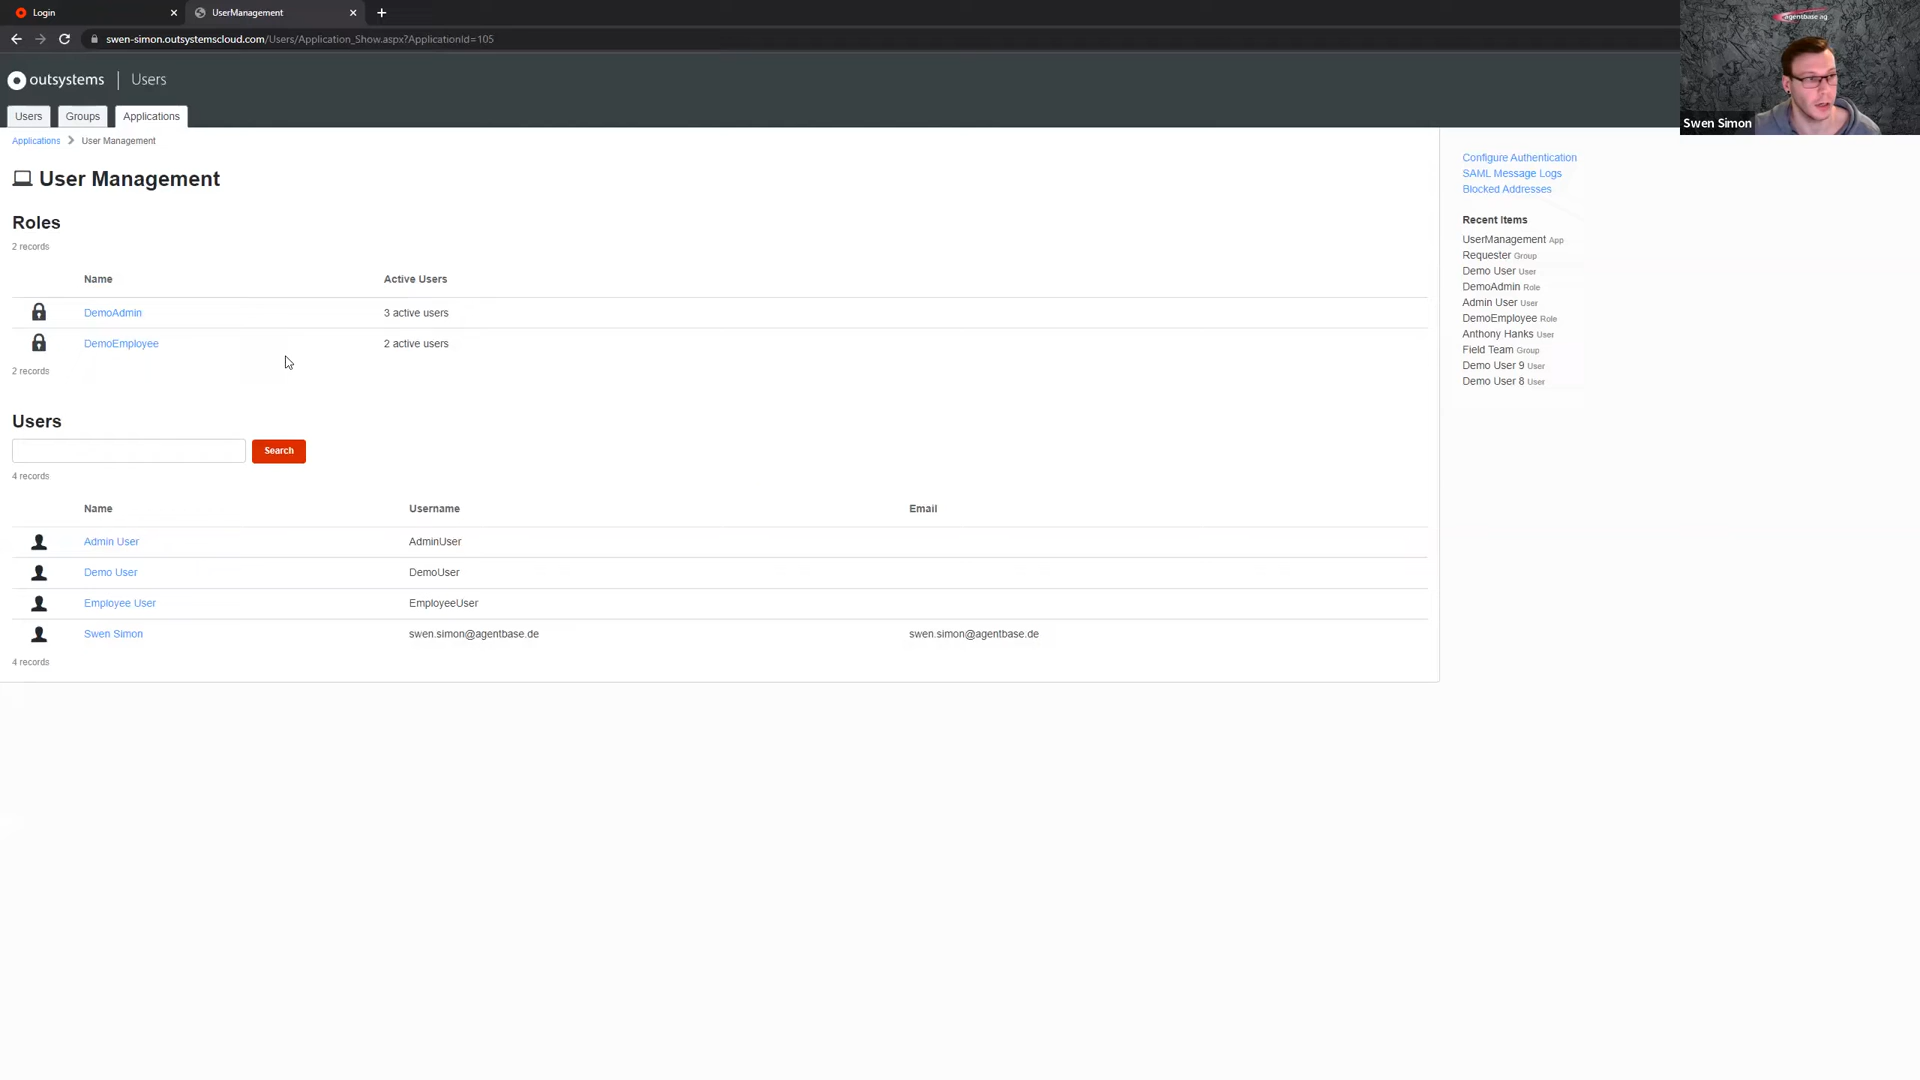 Login
UserManagement
swen-simon.outsystemscloud.com/Users/Application_Show.aspx?ApplicationId=105
agentbase ag
Swen Simon
outsystems
Users
Users
Groups
Applications
Applications
User Management
User Management
Roles
2 records
Name Active Users
DemoAdmin 3 active users
DemoEmployee 2 active users
2 records
Users
Search
4 records
Name Username Email
Admin User AdminUser
Demo User DemoUser
Employee User EmployeeUser
Swen Simon swen.simon@agentbase.de swen.simon@agentbase.de
4 records
Configure Authentication
SAML Message Logs
Blocked Addresses
Recent Items
UserManagement App
Requester Group
Demo User User
DemoAdmin Role
Admin User User
DemoEmployee Role
Anthony Hanks User
Field Team Group
Demo User 9 User
Demo User 8 User